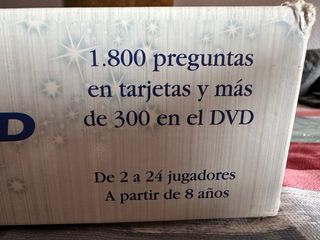 1.800 preguntas
en tarjetas y más
de 300 en el DVD
D
De 2 a 24 jugadores
A partir de 8 años